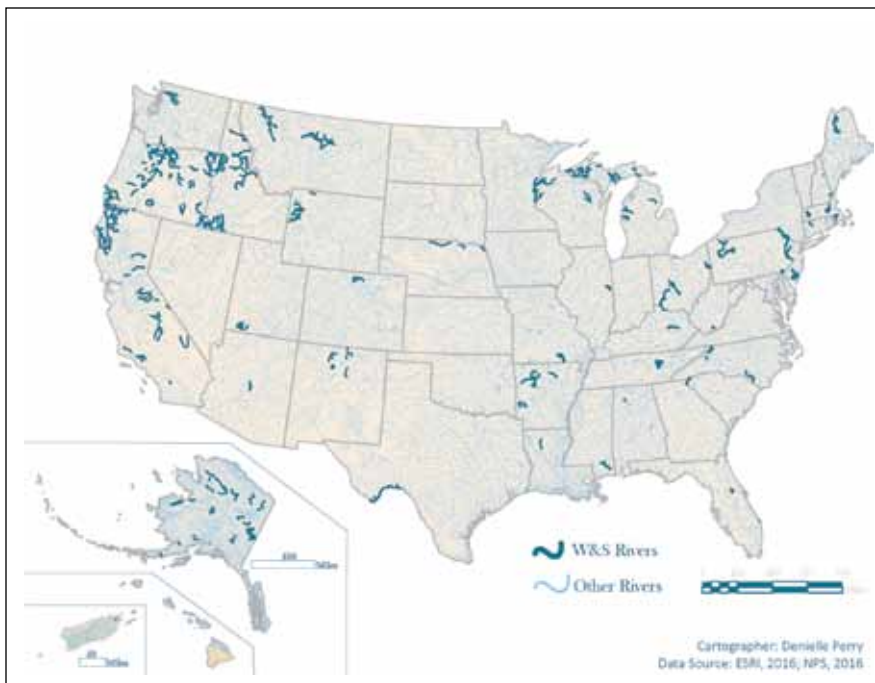 W&S Rivers
Other Rivers
Cartographer: Denielle Perry
Data Source: ESRI, 2016; NPS, 2016